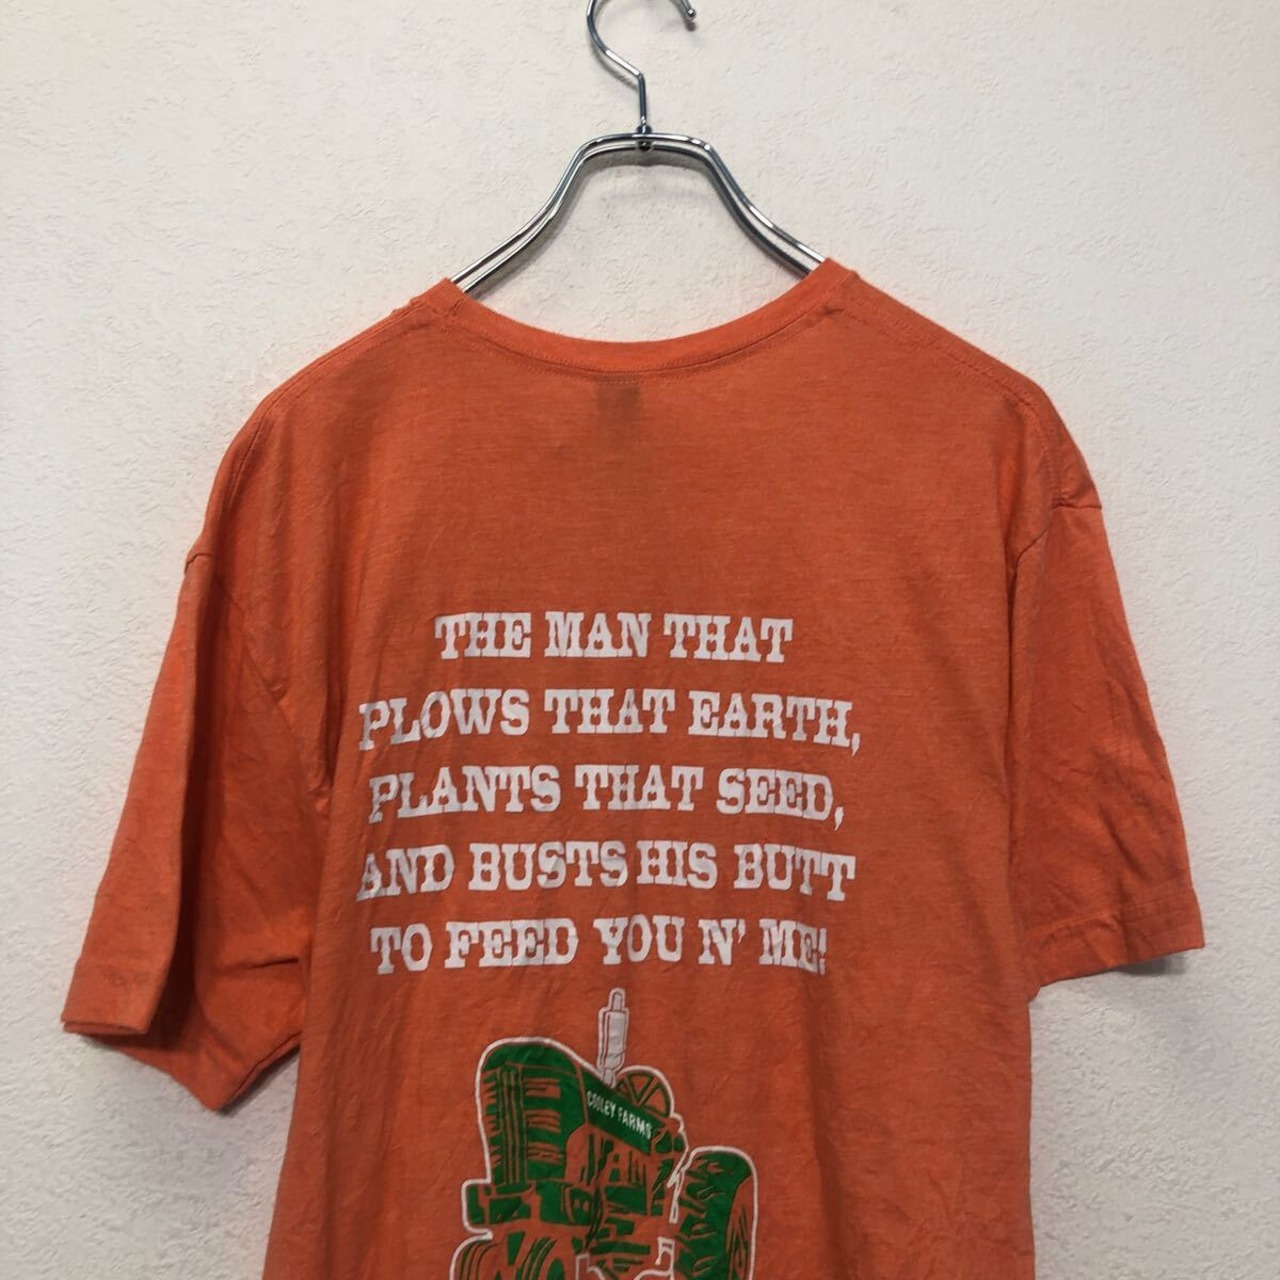 THE MAN THAT
PLOWS THAT EARTH,
PLANTS THAT SEED,
AND BUSTS HIS BUTT
TO FEED YOU N' ME!
COOLEY FARMS